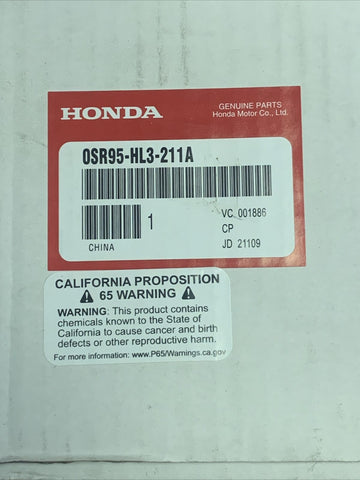 HONDA
GENUINE PARTS
Honda Motor Co., Ltd.
0SR95-HL3-211A
1
VC 001886
CP
JD 21109
CHINA
CALIFORNIA PROPOSITION
65 WARNING
WARNING: This product contains
chemicals known to the State of
California to cause cancer and birth
defects or other reproductive harm.
For more information: www.P65/Warnings.ca.gov